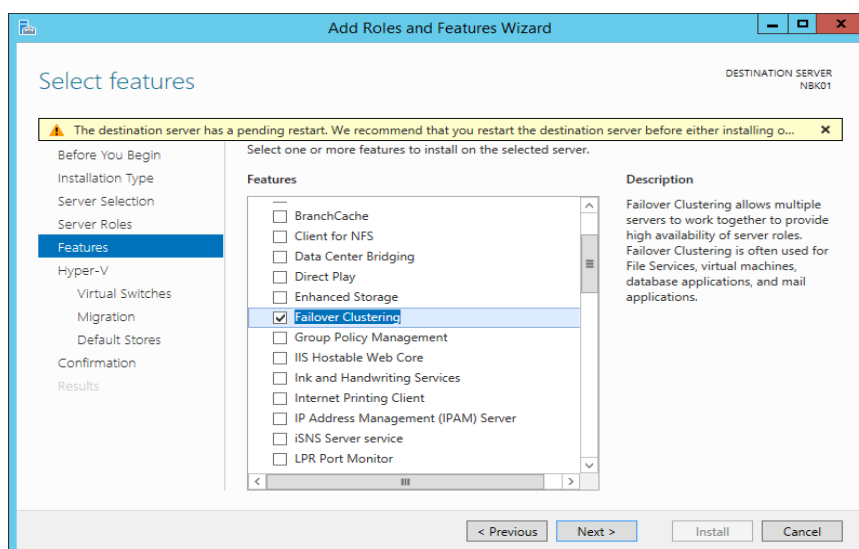 Add Roles and Features Wizard
Select features
DESTINATION SERVER
NBK01
The destination server has a pending restart. We recommend that you restart the destination server before either installing o...
Before You Begin
Installation Type
Server Selection
Server Roles
Features
Hyper-V
Virtual Switches
Migration
Default Stores
Confirmation
Results
Select one or more features to install on the selected server.
Features
BranchCache
Client for NFS
Data Center Bridging
Direct Play
Enhanced Storage
Failover Clustering
Group Policy Management
IIS Hostable Web Core
Ink and Handwriting Services
Internet Printing Client
IP Address Management (IPAM) Server
iSNS Server service
LPR Port Monitor
Description
Failover Clustering allows multiple
servers to work together to provide
high availability of server roles.
Failover Clustering is often used for
File Services, virtual machines,
database applications, and mail
applications.
< Previous
Next >
Install
Cancel